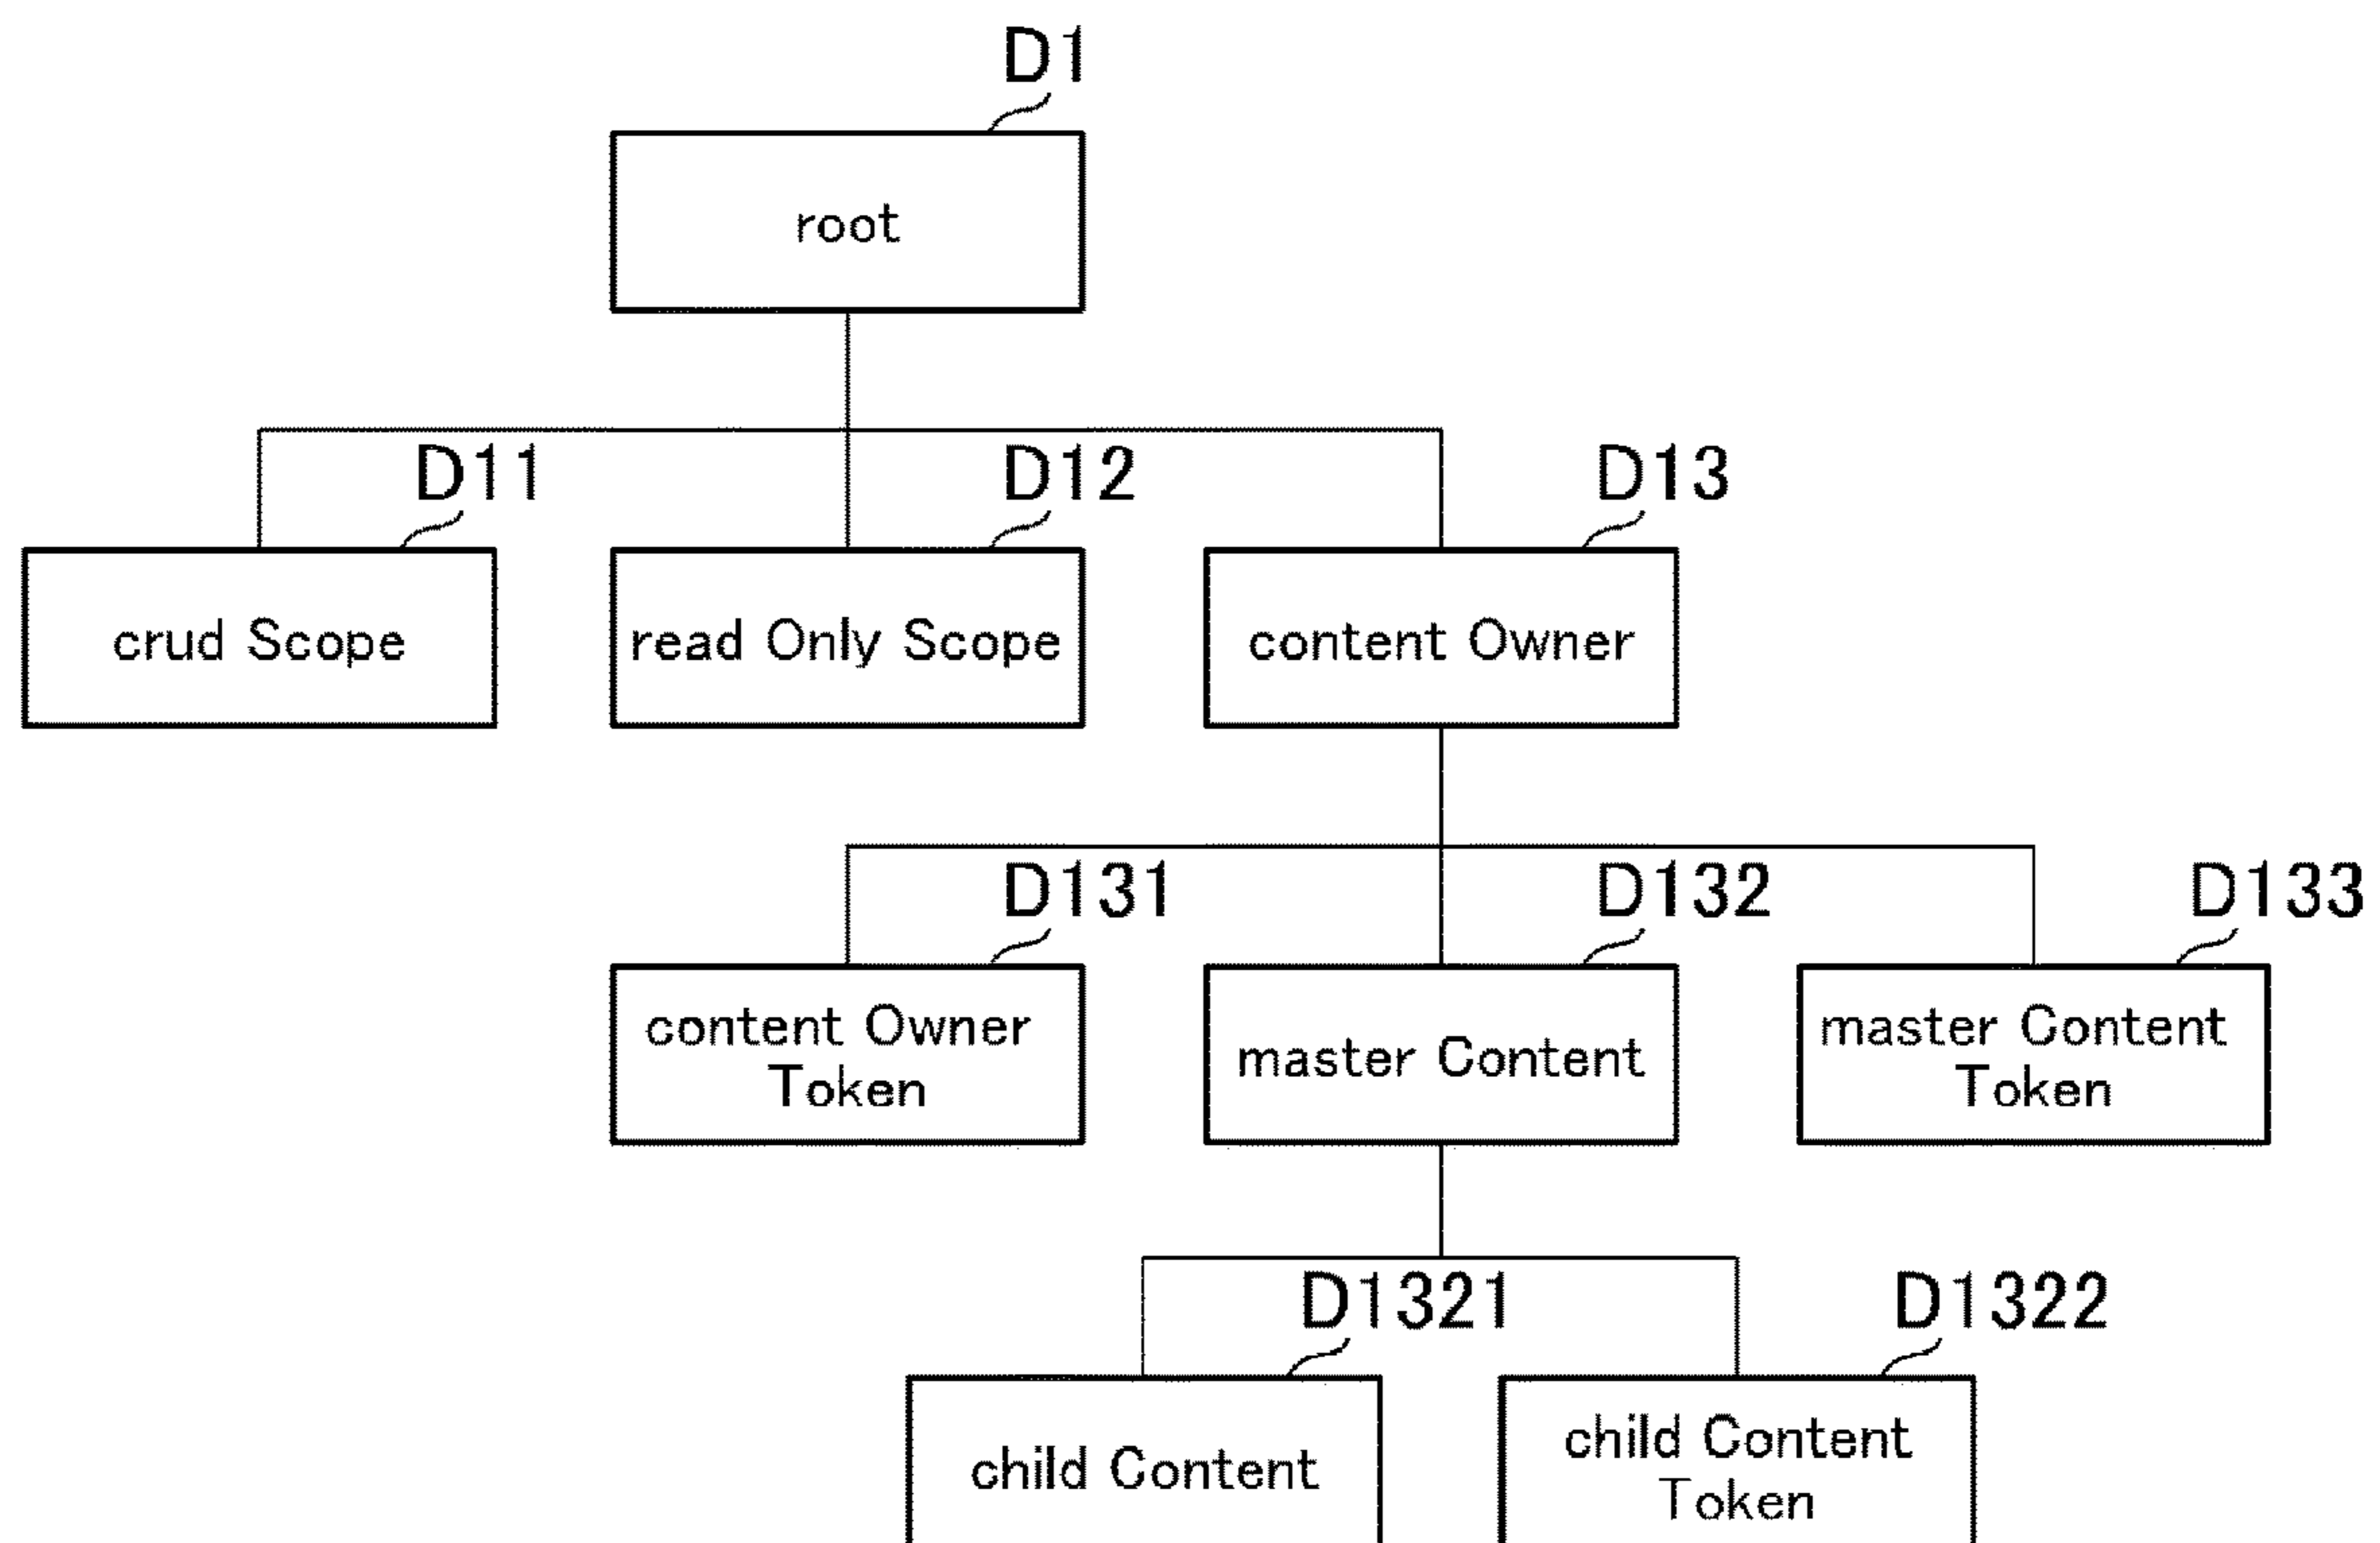 D1
root
D11
D12
D13
crud Scope
read Only Scope
content Owner
D131
D132
D133
content Owner
Token
master Content
master Content
Token
D1321
D1322
child Content
child Content
Token